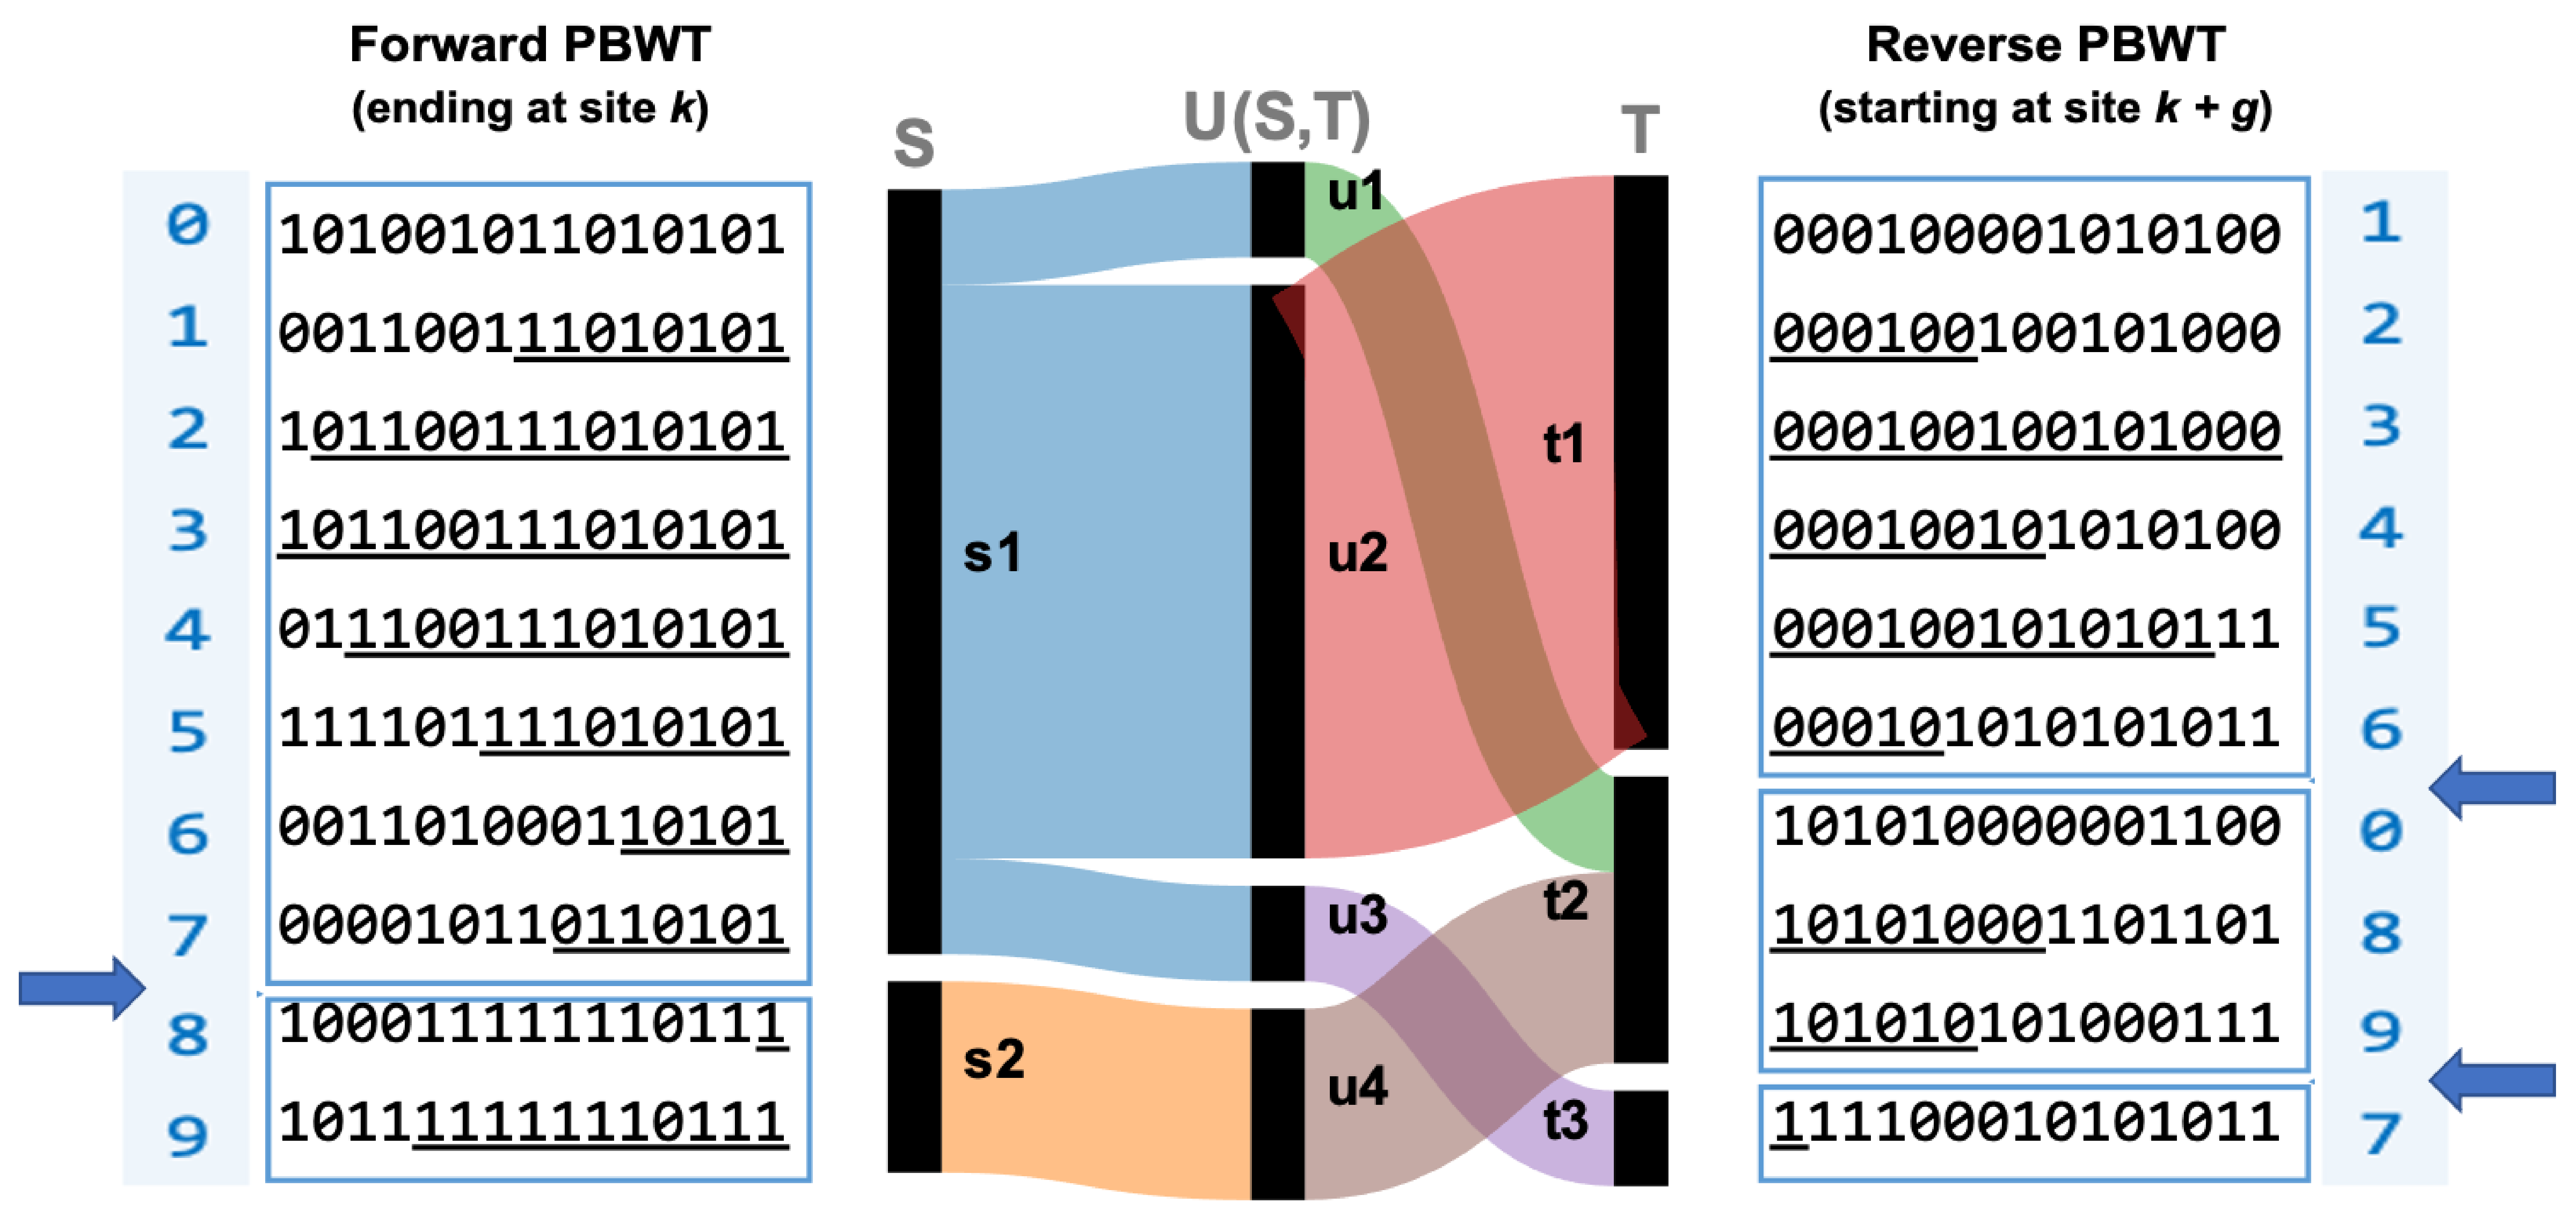 Forward PBWT
(ending at site k)
0 101001011010101
1 001100111010101
2 101100111010101
3 101100111010101
4 011100111010101
5 111101111010101
6 001101000110101
7 000010110110101
8 100011111110111
9 101111111110111
S
U(S,T)
T
s1
s2
u1
u2
u3
u4
t1
t2
t3
Reverse PBWT
(starting at site k + g)
000100001010100 1
000100100101000 2
000100100101000 3
000100101010100 4
000100101010111 5
000101010101011 6
101010000001100 0
101010001101101 8
101010101000111 9
111100010101011 7